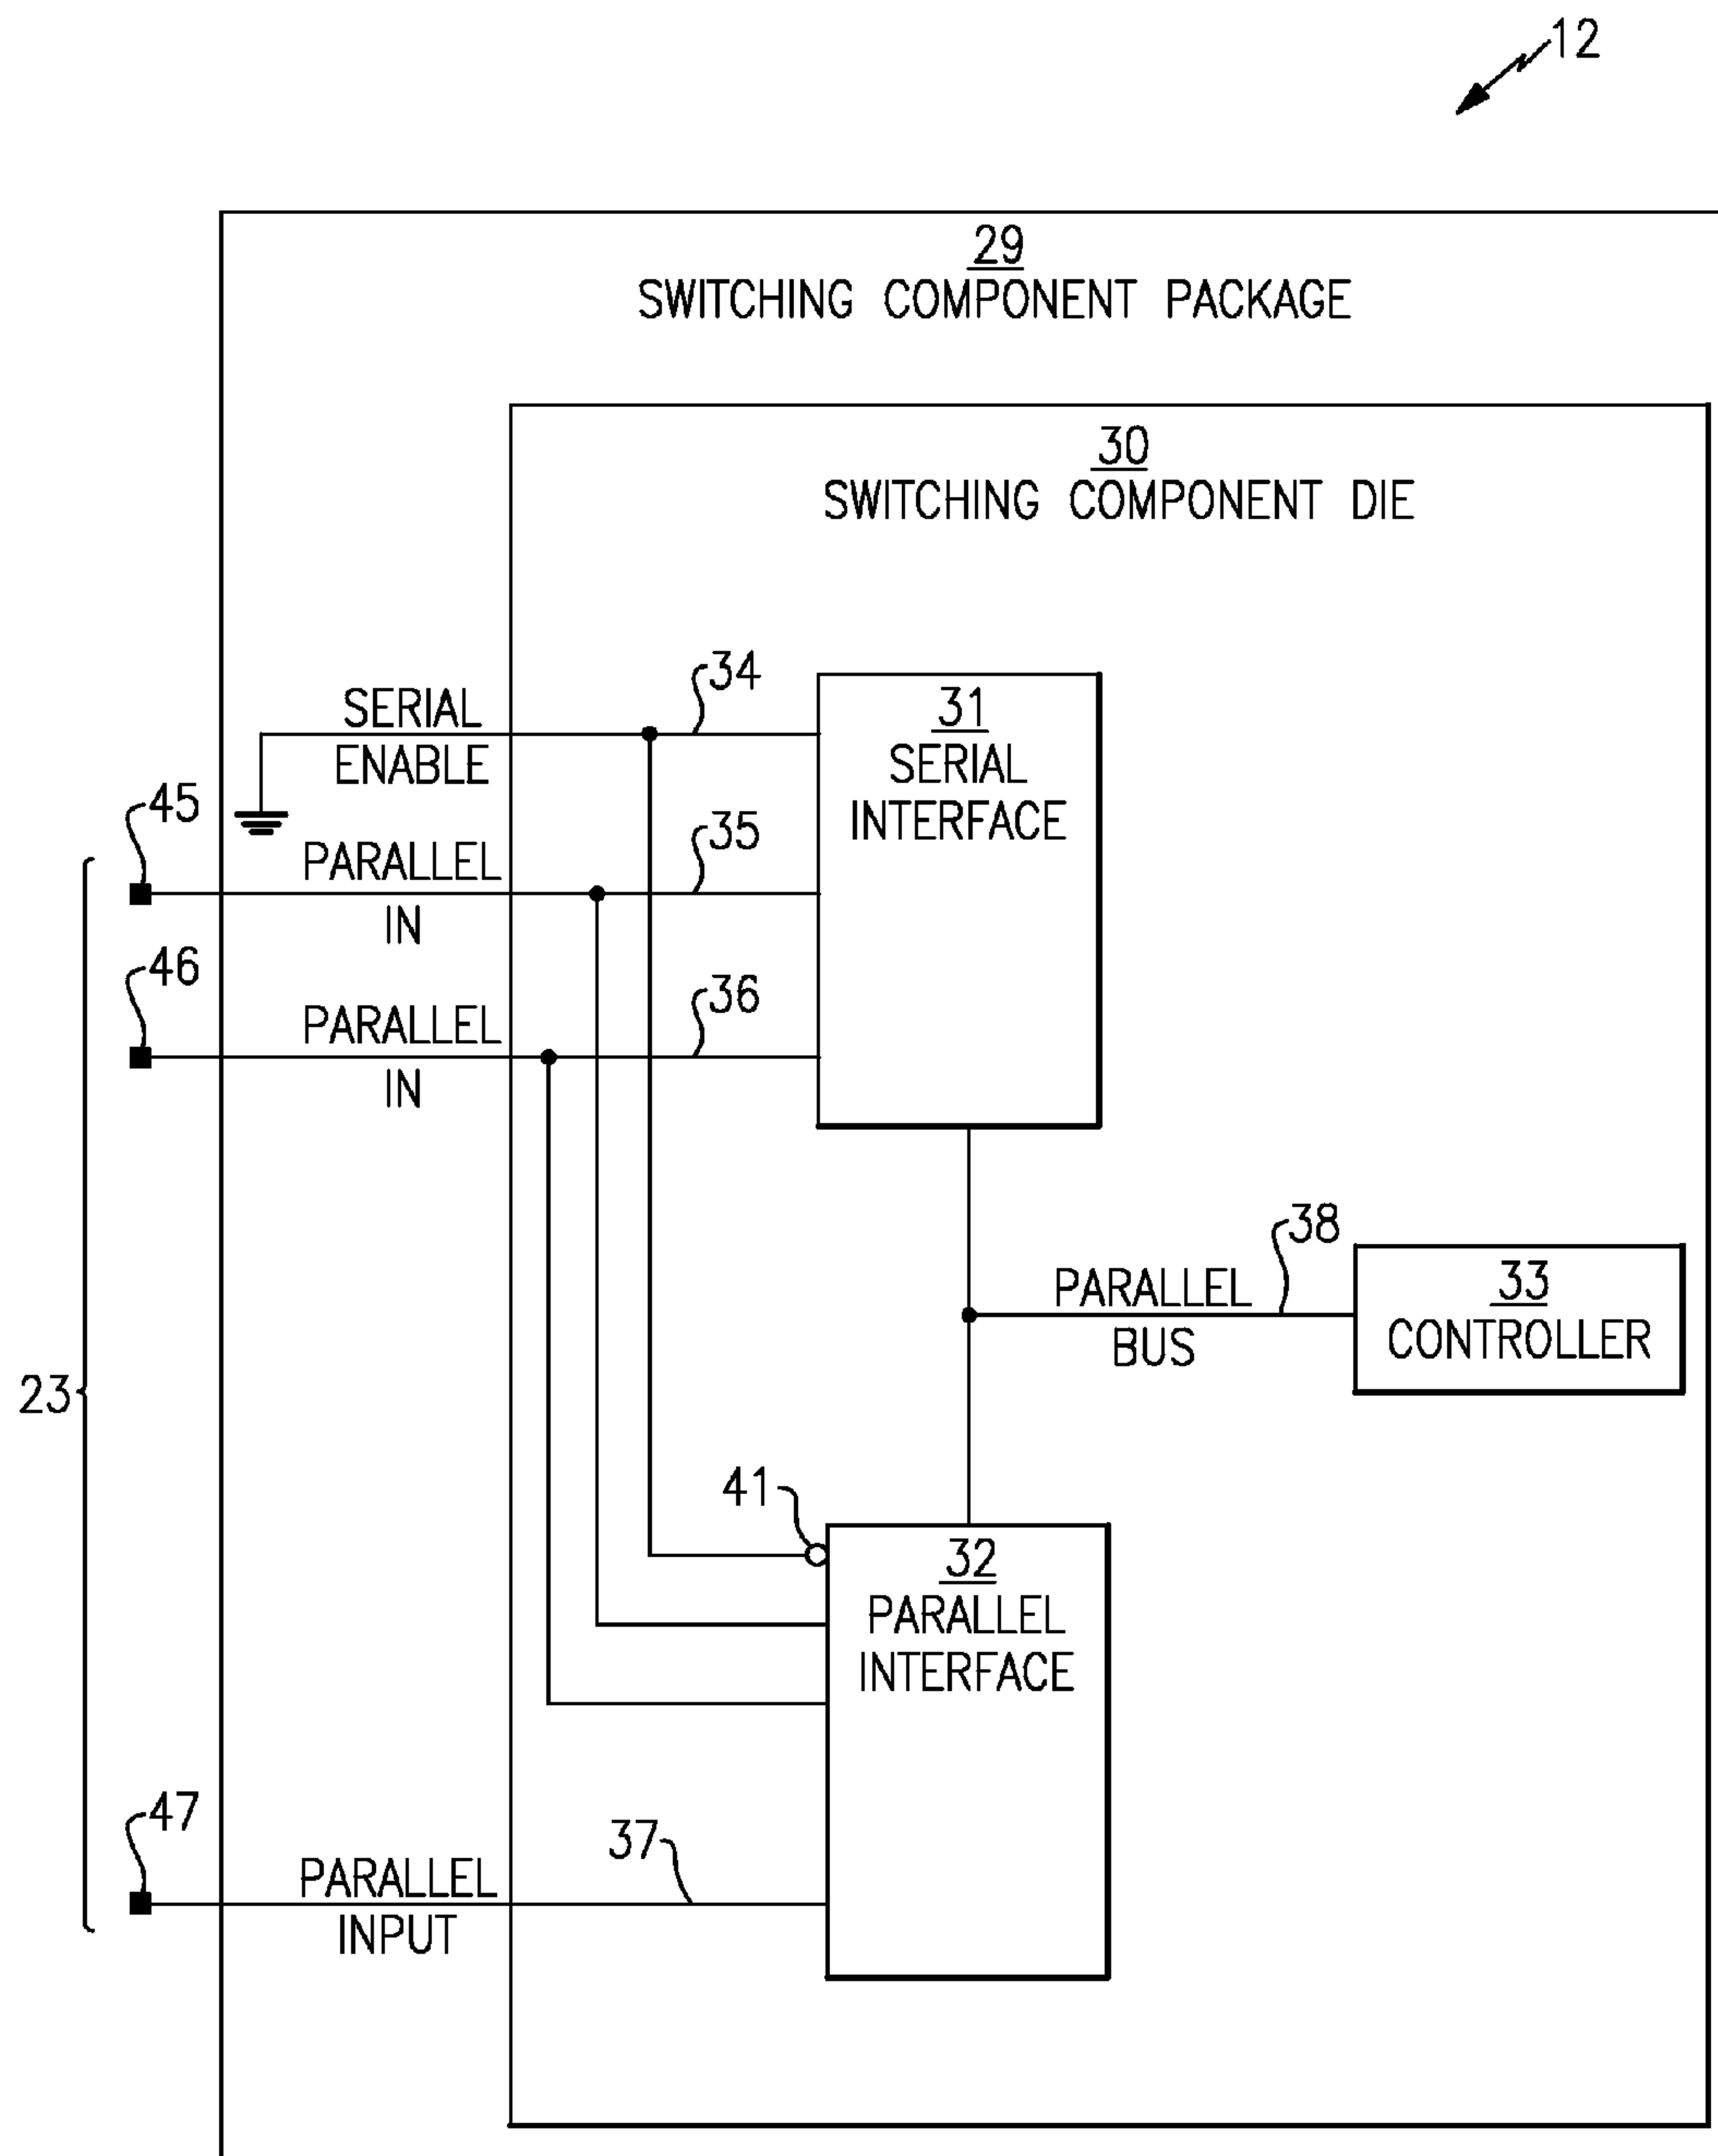 12
29
SWITCHING COMPONENT PACKAGE
30
SWITCHING COMPONENT DIE
34
SERIAL
ENABLE
31
SERIAL
INTERFACE
45
35
PARALLEL
IN
46
36
PARALLEL
IN
38
PARALLEL
BUS
33
CONTROLLER
23
41
32
PARALLEL
INTERFACE
47
37
PARALLEL
INPUT